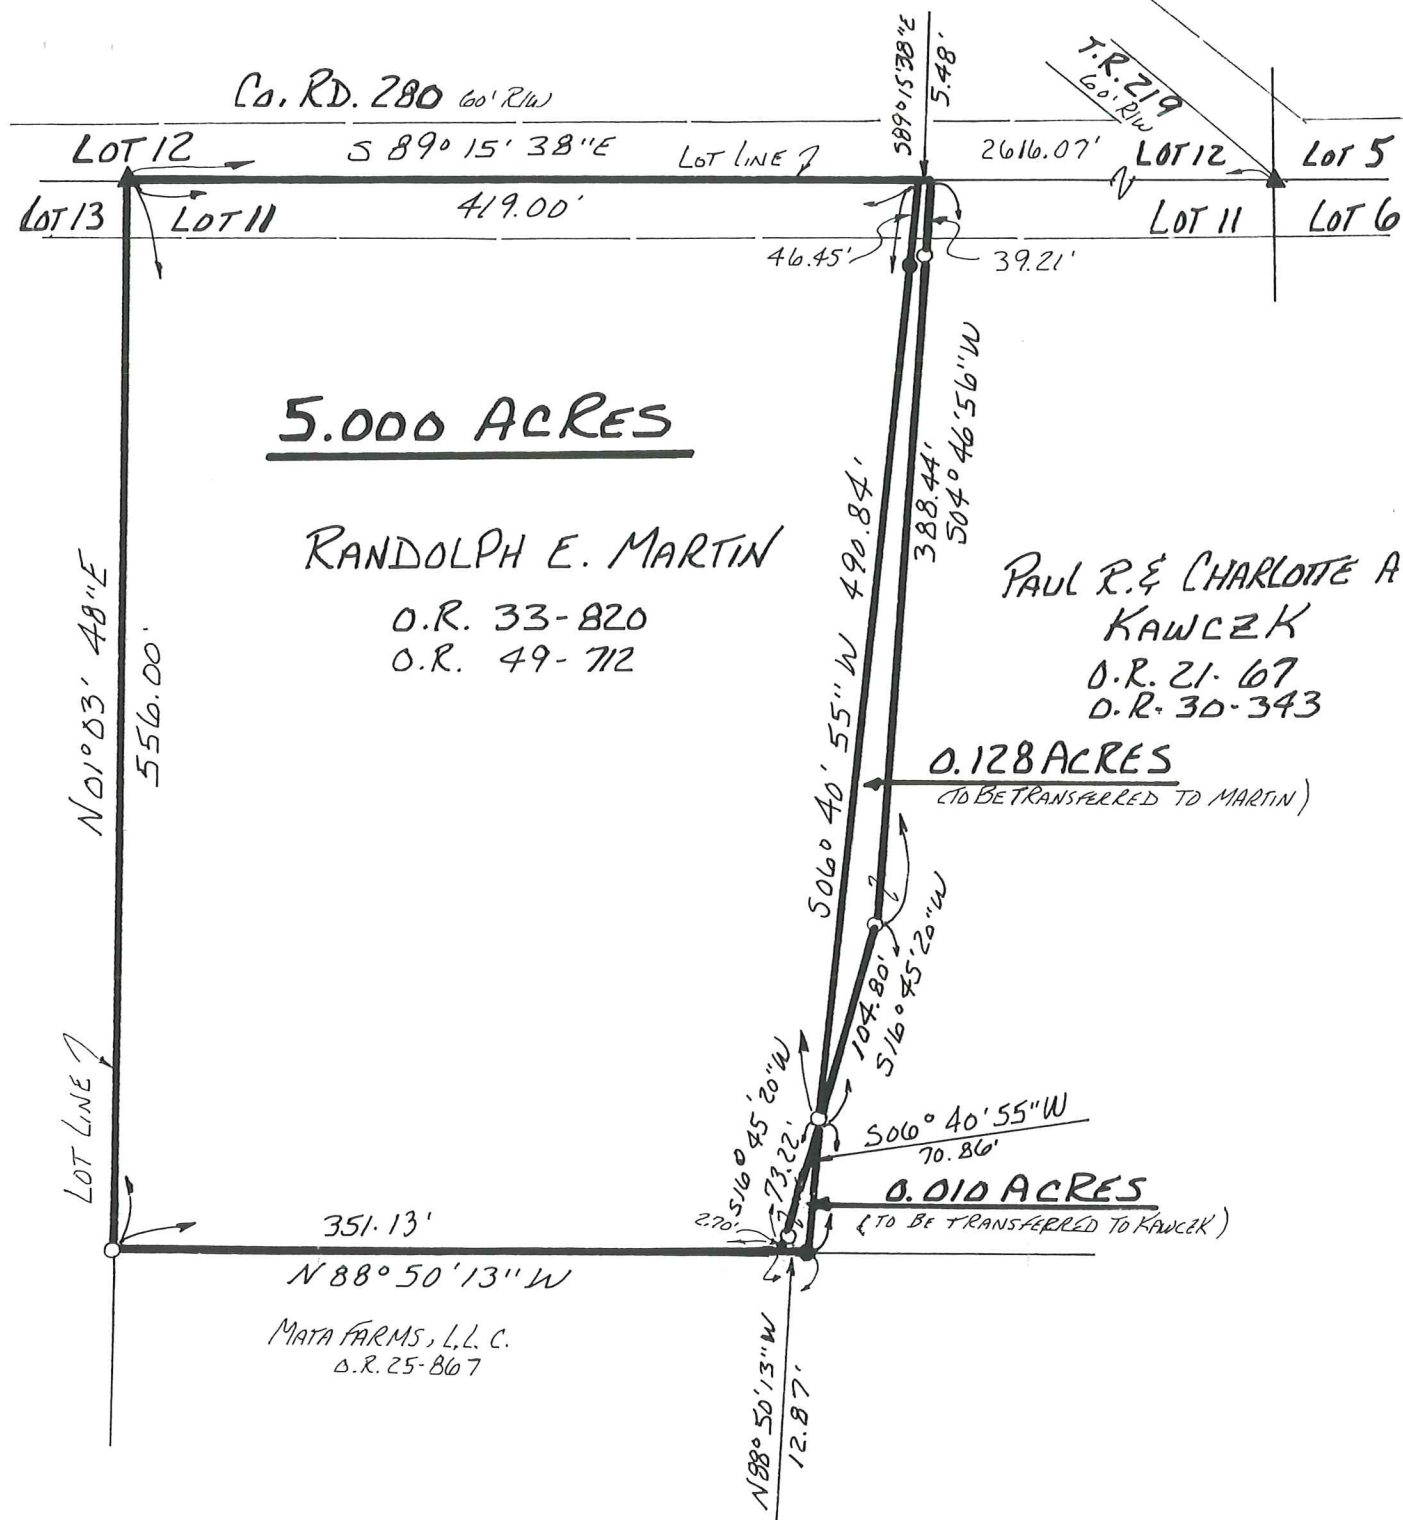 Co. RD. 280 60' R/W
S89°15'38"E
5.48'
T.R. 219
60' R/W
LOT 12
S 89° 15' 38"E
LOT LINE
2616.07'
LOT 12
LOT 5
LOT 13
LOT 11
419.00'
LOT 11
LOT 6
46.45'
39.21'
5.000 ACRES
RANDOLPH E. MARTIN
O.R. 33-820
O.R. 49-712
N 01° 03' 48"E
556.00'
S06° 40' 55" W 490.84'
388.44'
S04° 46' 56" W
PAUL R. & CHARLOTTE A
KAWCZK
O.R. 21-67
O.R. 30-343
0.128 ACRES
(TO BE TRANSFERRED TO MARTIN)
104.80'
S16° 45' 20" W
LOT LINE
S16° 45' 20" W
73.22'
S06° 40' 55" W
70.86'
0.010 ACRES
(TO BE TRANSFERRED TO KAWCZK)
2.70'
351.13'
N 88° 50' 13" W
MATA FARMS, L.L.C.
O.R. 25-867
N88° 50' 13" W
12.87'